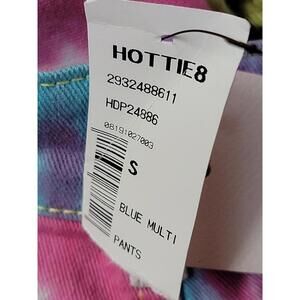 HOTTIE8
2932488611
HDP24886
08191027003
S
BLUE MULTI
PANTS